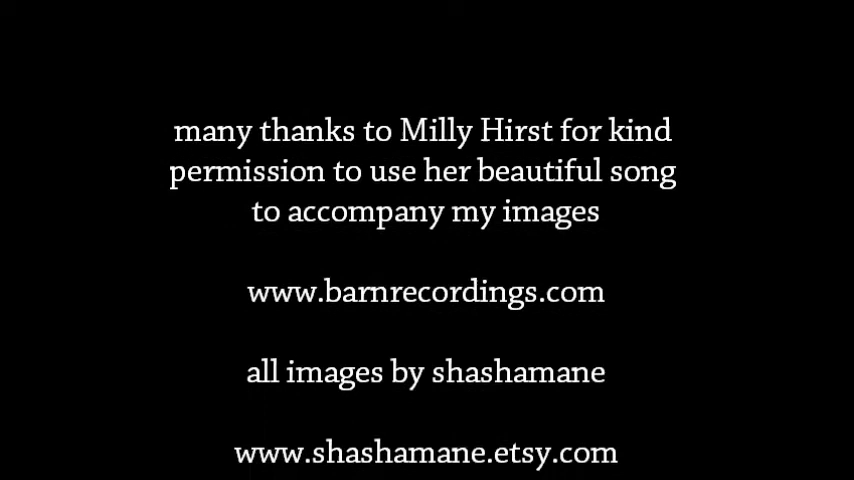 many thanks to Milly Hirst for kind
permission to use her beautiful song
to accompany my images
www.barnrecordings.com
all images by shashamane
www.shashamane.etsy.com